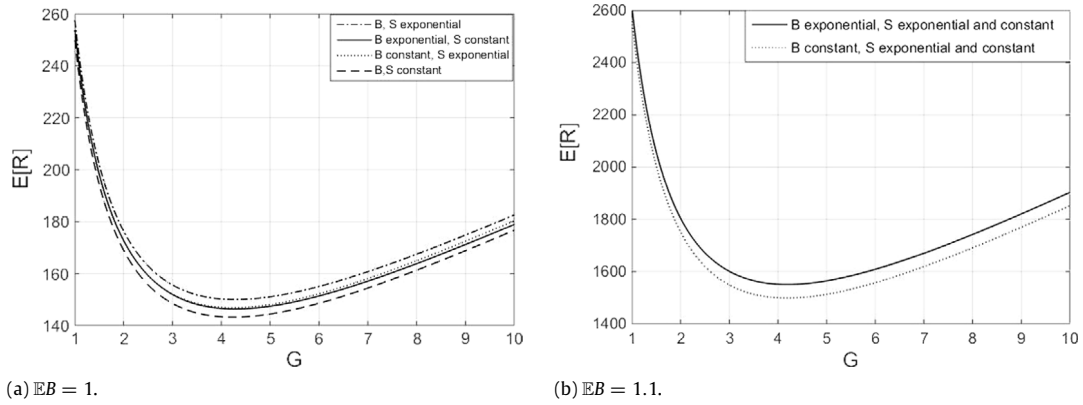 260
240
220
200
180
160
140
E[R]
B, S exponential
B exponential, S constant
B constant, S exponential
B,S constant
1 2 3 4 5 6 7 8 9 10
G
(a) 𝔼B = 1.
2600
2400
2200
2000
1800
1600
1400
E[R]
B exponential, S exponential and constant
B constant, S exponential and constant
1 2 3 4 5 6 7 8 9 10
G
(b) 𝔼B = 1.1.